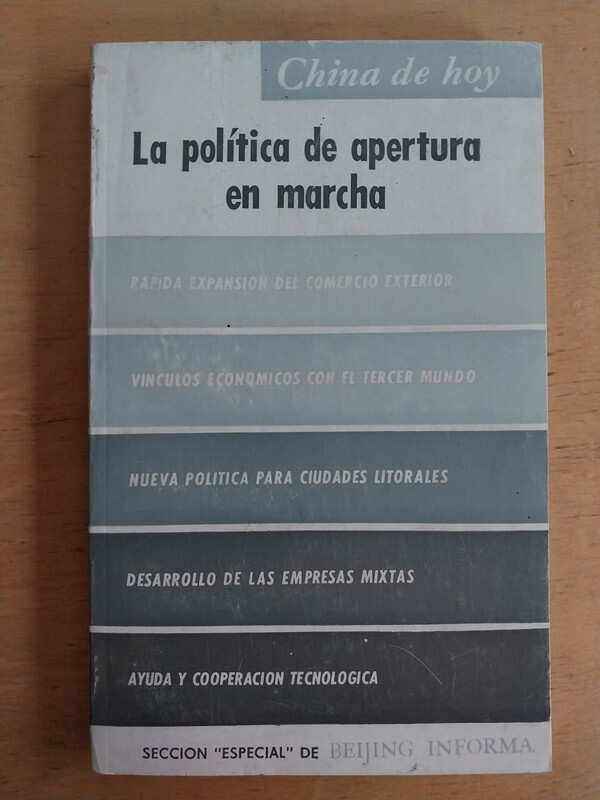 China de hoy
La política de apertura
en marcha
RAPIDA EXPANSION DEL COMERCIO EXTERIOR
VINCULOS ECONOMICOS CON EL TERCER MUNDO
NUEVA POLITICA PARA CIUDADES LITORALES
DESARROLLO DE LAS EMPRESAS MIXTAS
AYUDA Y COOPERACION TECNOLOGICA
SECCION "ESPECIAL" DE BEIJING INFORMA